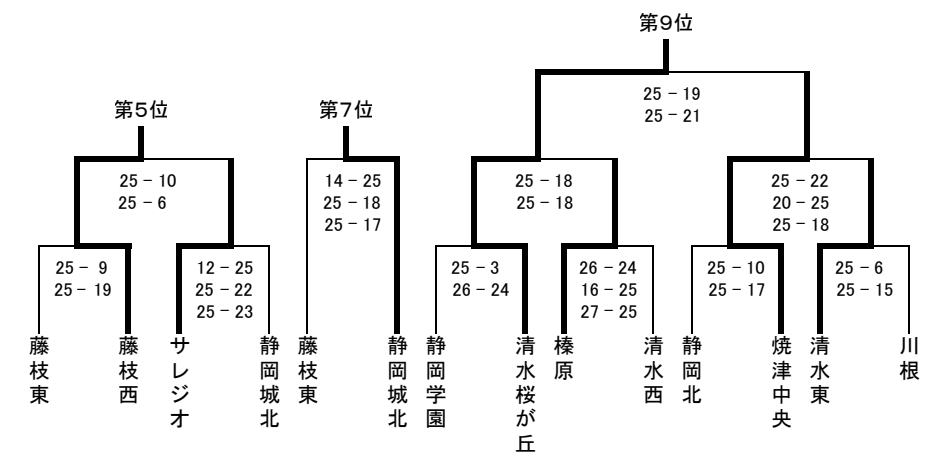 第9位
25 － 19
25 － 21
第5位
第7位
25 － 10
25 － 6
14 － 25
25 － 18
25 － 17
25 － 18
25 － 18
25 － 22
20 － 25
25 － 18
25 － 9
25 － 19
12 － 25
25 － 22
25 － 23
25 － 3
26 － 24
26 － 24
16 － 25
27 － 25
25 － 10
25 － 17
25 － 6
25 － 15
藤枝東
藤枝西
サレジオ
静岡城北
藤枝東
静岡城北
静岡学園
清水桜が丘
榛原
清水西
静岡北
焼津中央
清水東
川根